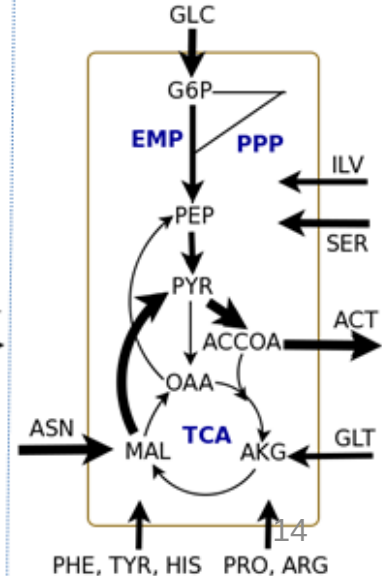 GLC
G6P
EMP
PPP
ILV
PEP
SER
PYR
ACT
ACCOA
OAA
ASN
TCA
GLT
MAL
AKG
14
PHE, TYR, HIS
PRO, ARG